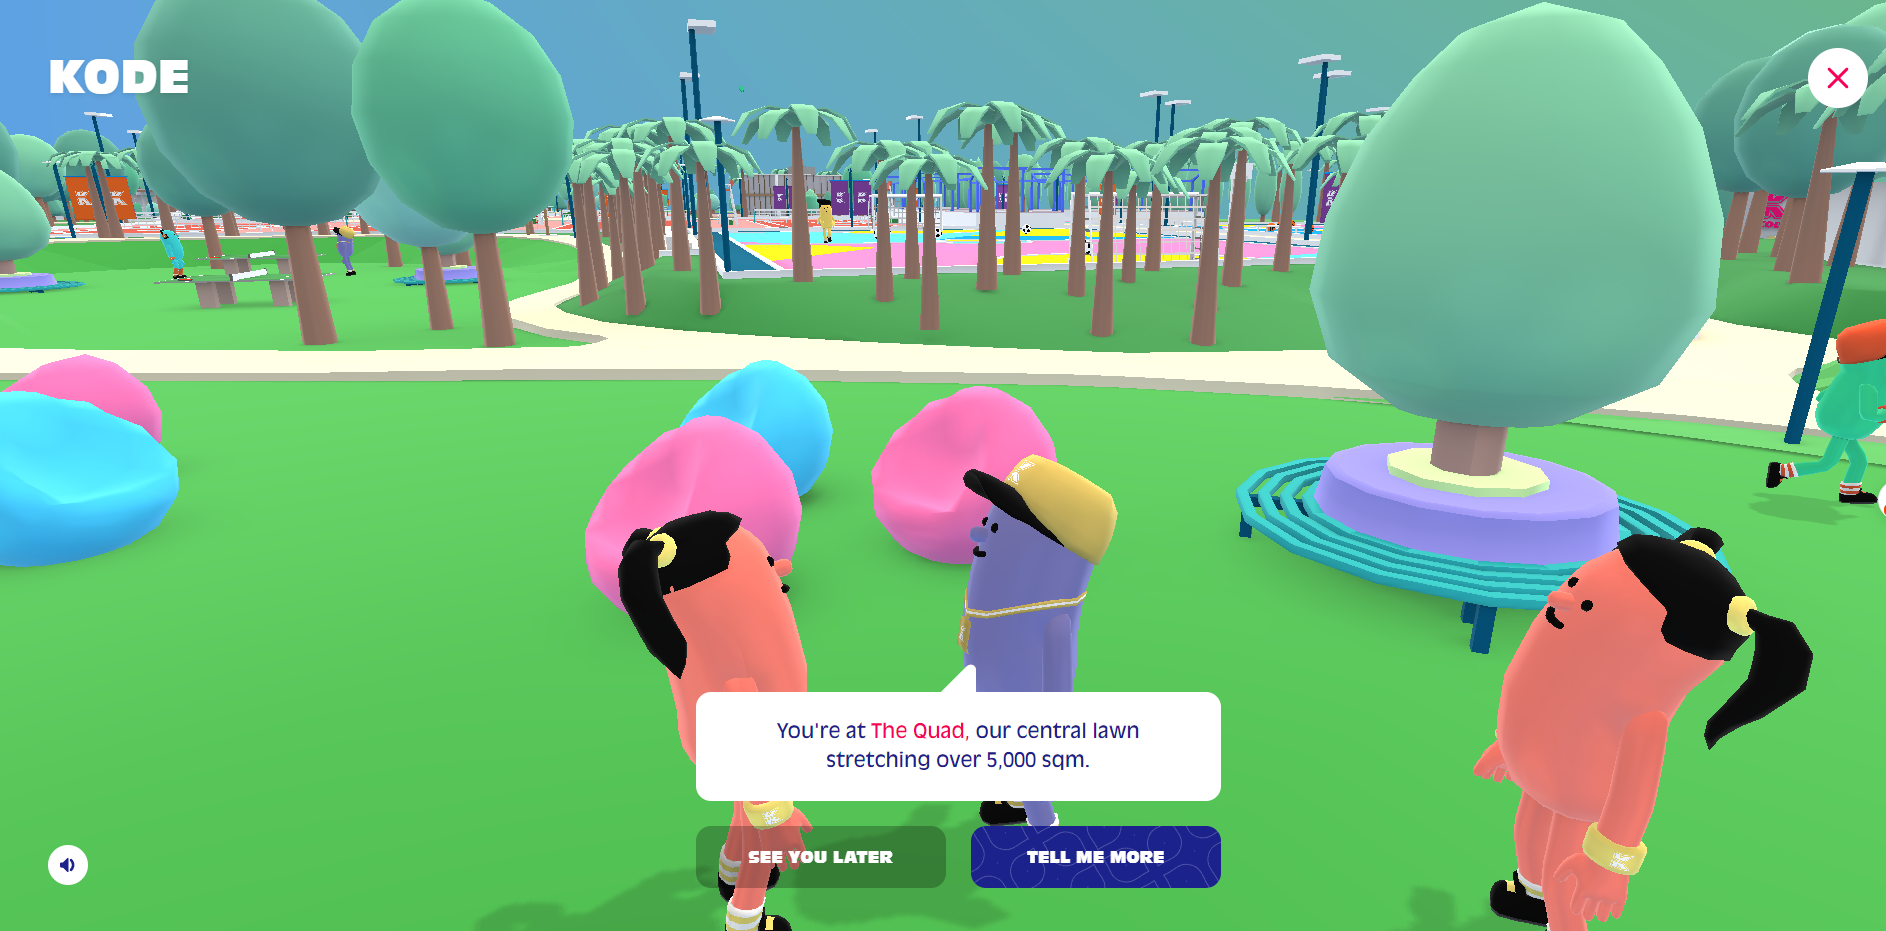 KODE
You're at The Quad, our central lawn
stretching over 5,000 sqm.
SEE YOU LATER
TELL ME MORE